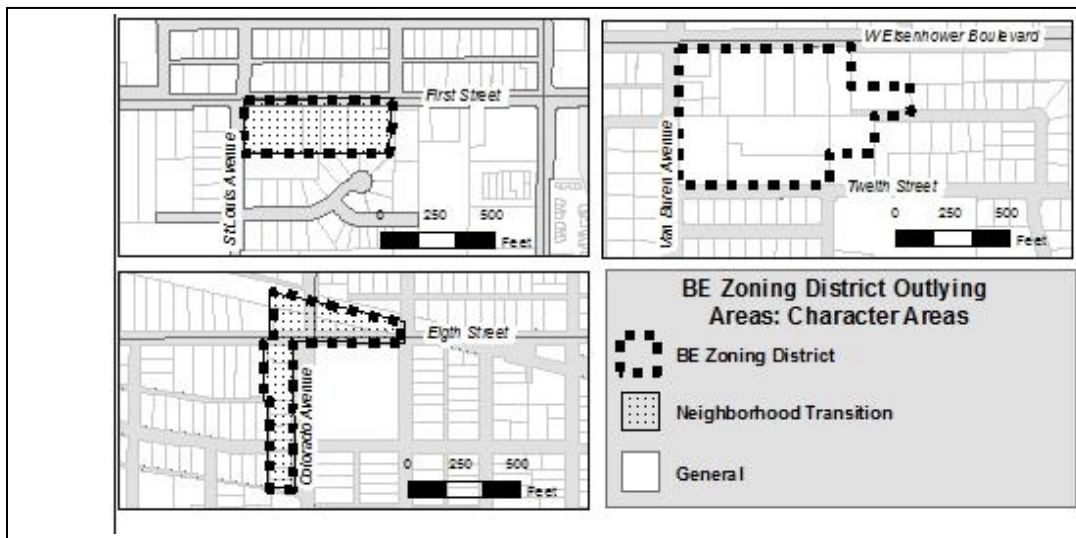 First Street
St Louis Avenue
0 250 500
Feet
W Eisenhower Boulevard
Van Buren Avenue
Twelth Street
0 250 500
Feet
Elgth Street
Colorado Avenue
0 250 500
Feet
BE Zoning District Outlying
Areas: Character Areas
BE Zoning District
Neighborhood Transition
General